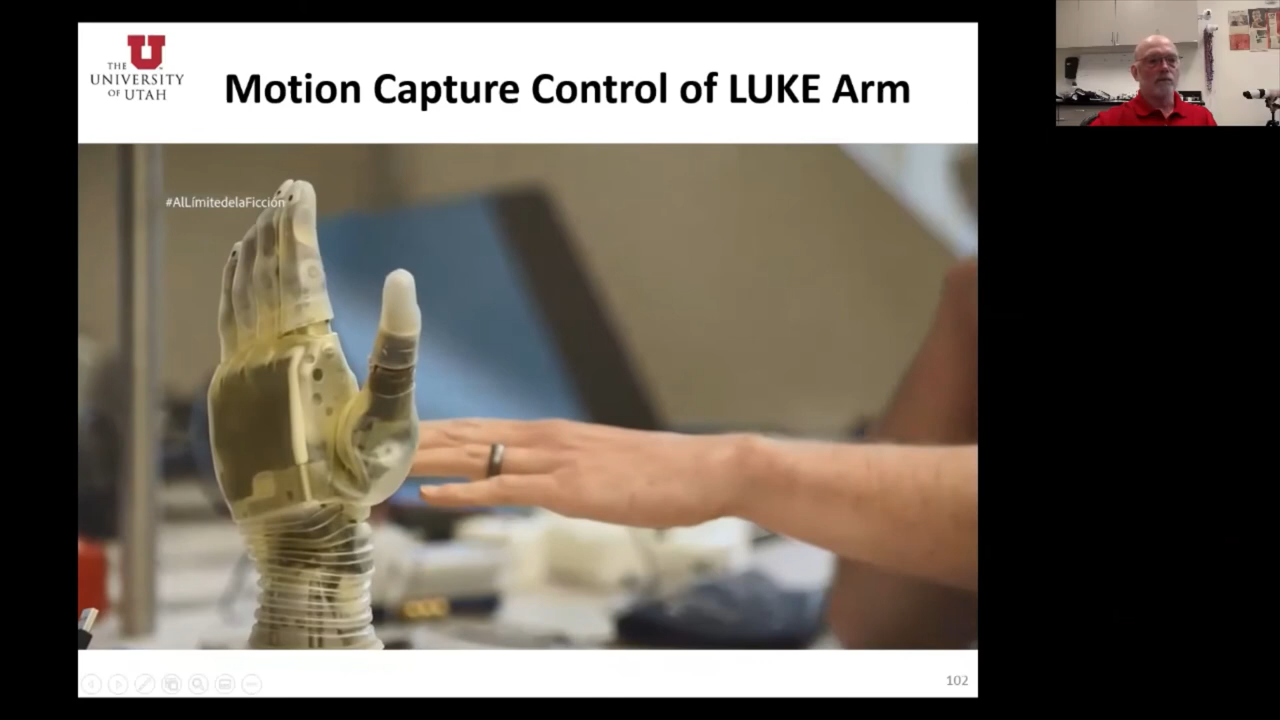 THE
UNIVERSITY
OF UTAH
Motion Capture Control of LUKE Arm
#AlLímitedelaFicción
102